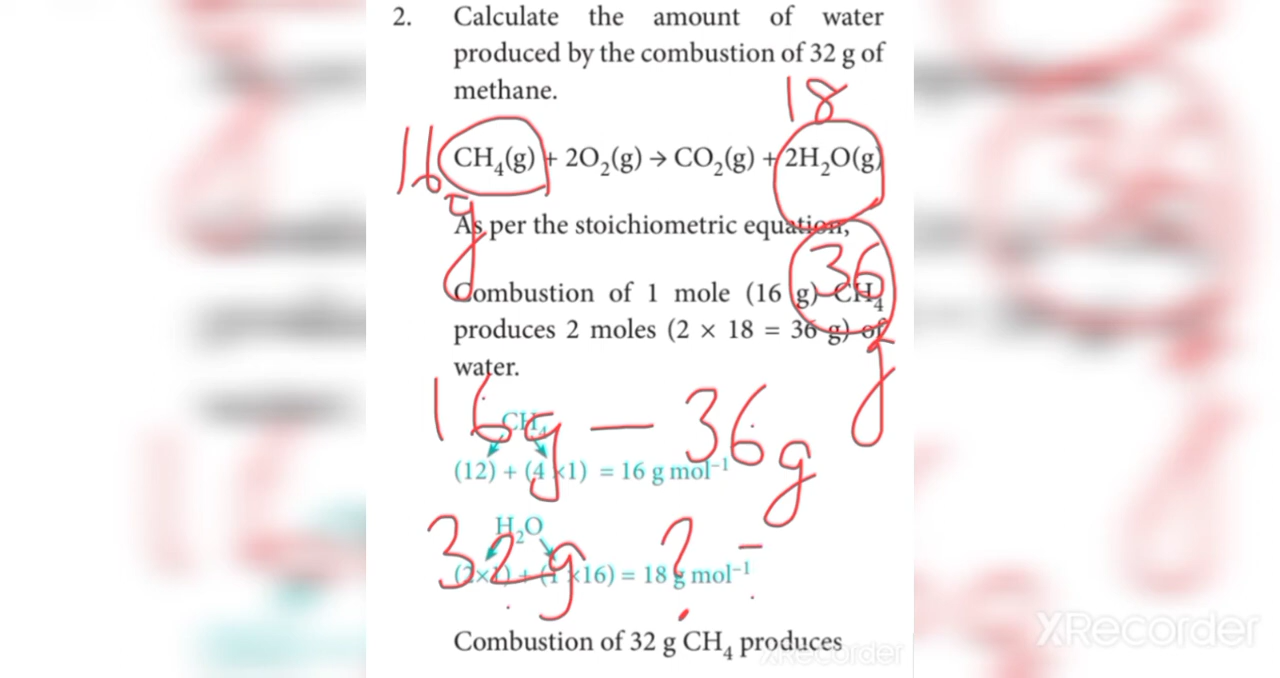 2. Calculate the amount of water
produced by the combustion of 32 g of
methane.
18
16 CH₄(g) + 2O₂(g) → CO₂(g) + 2H₂O(g)
g
As per the stoichiometric equation,
36
g
Combustion of 1 mole (16 g) CH₄
produces 2 moles (2 × 18 = 36 g) of
water.
16g — 36g
CH₄
(12) + (4 ×1) = 16 g mol⁻¹
32g ?
H₂O
(2×1) + (1 ×16) = 18 g mol⁻¹
Combustion of 32 g CH₄ produces
XRecorder
XRecorder